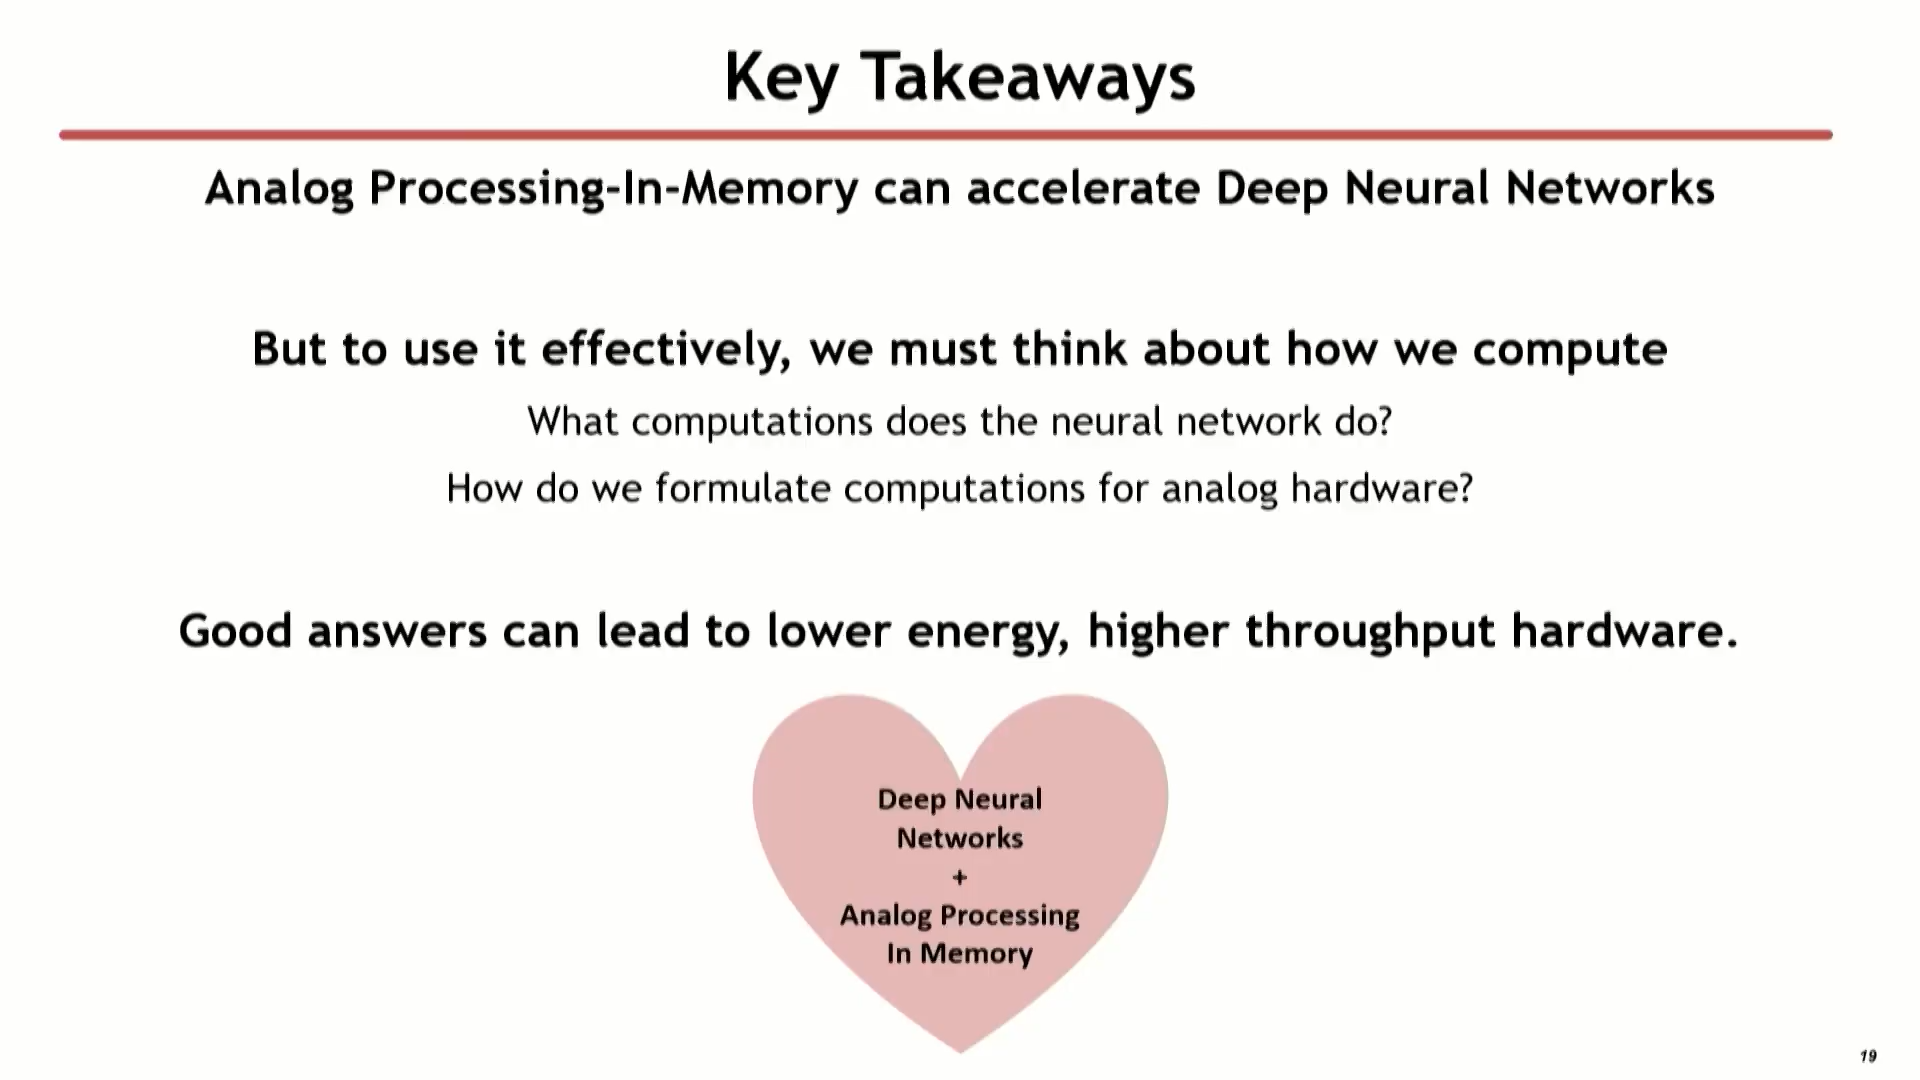 Key Takeaways
Analog Processing-In-Memory can accelerate Deep Neural Networks
But to use it effectively, we must think about how we compute
What computations does the neural network do?
How do we formulate computations for analog hardware?
Good answers can lead to lower energy, higher throughput hardware.
Deep Neural
Networks
+
Analog Processing
In Memory
19